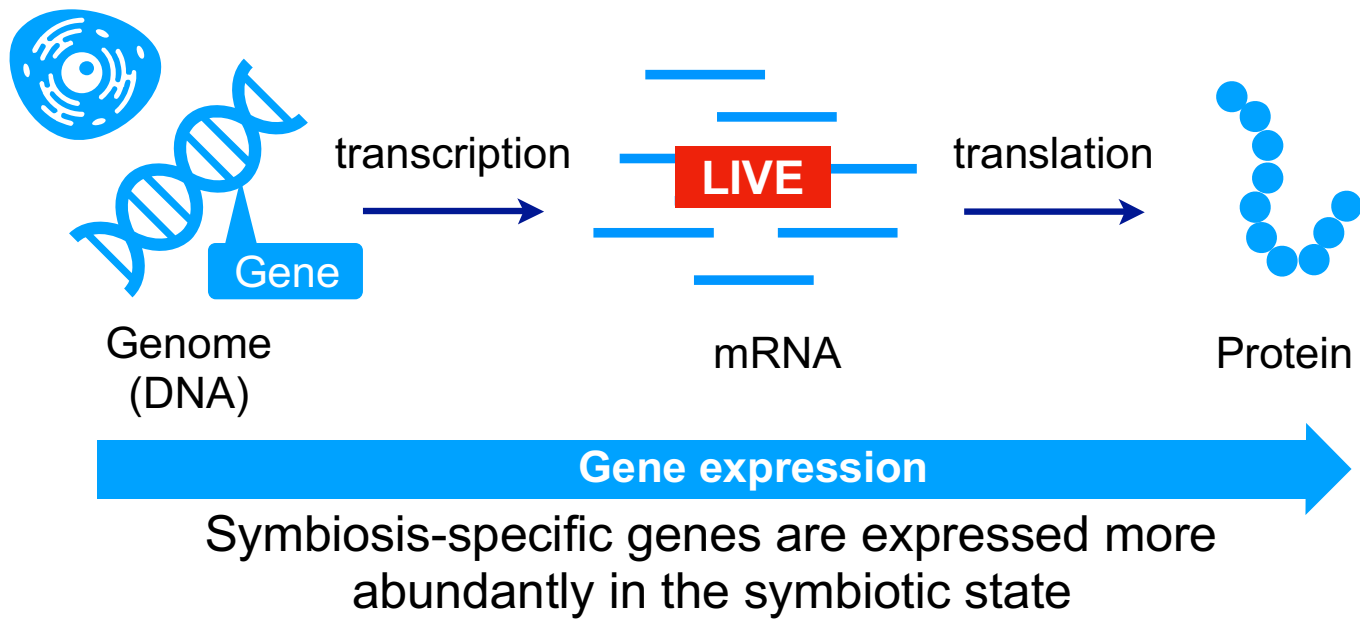 transcription
LIVE
translation
Gene
Genome
(DNA)
mRNA
Protein
Gene expression
Symbiosis-specific genes are expressed more
abundantly in the symbiotic state